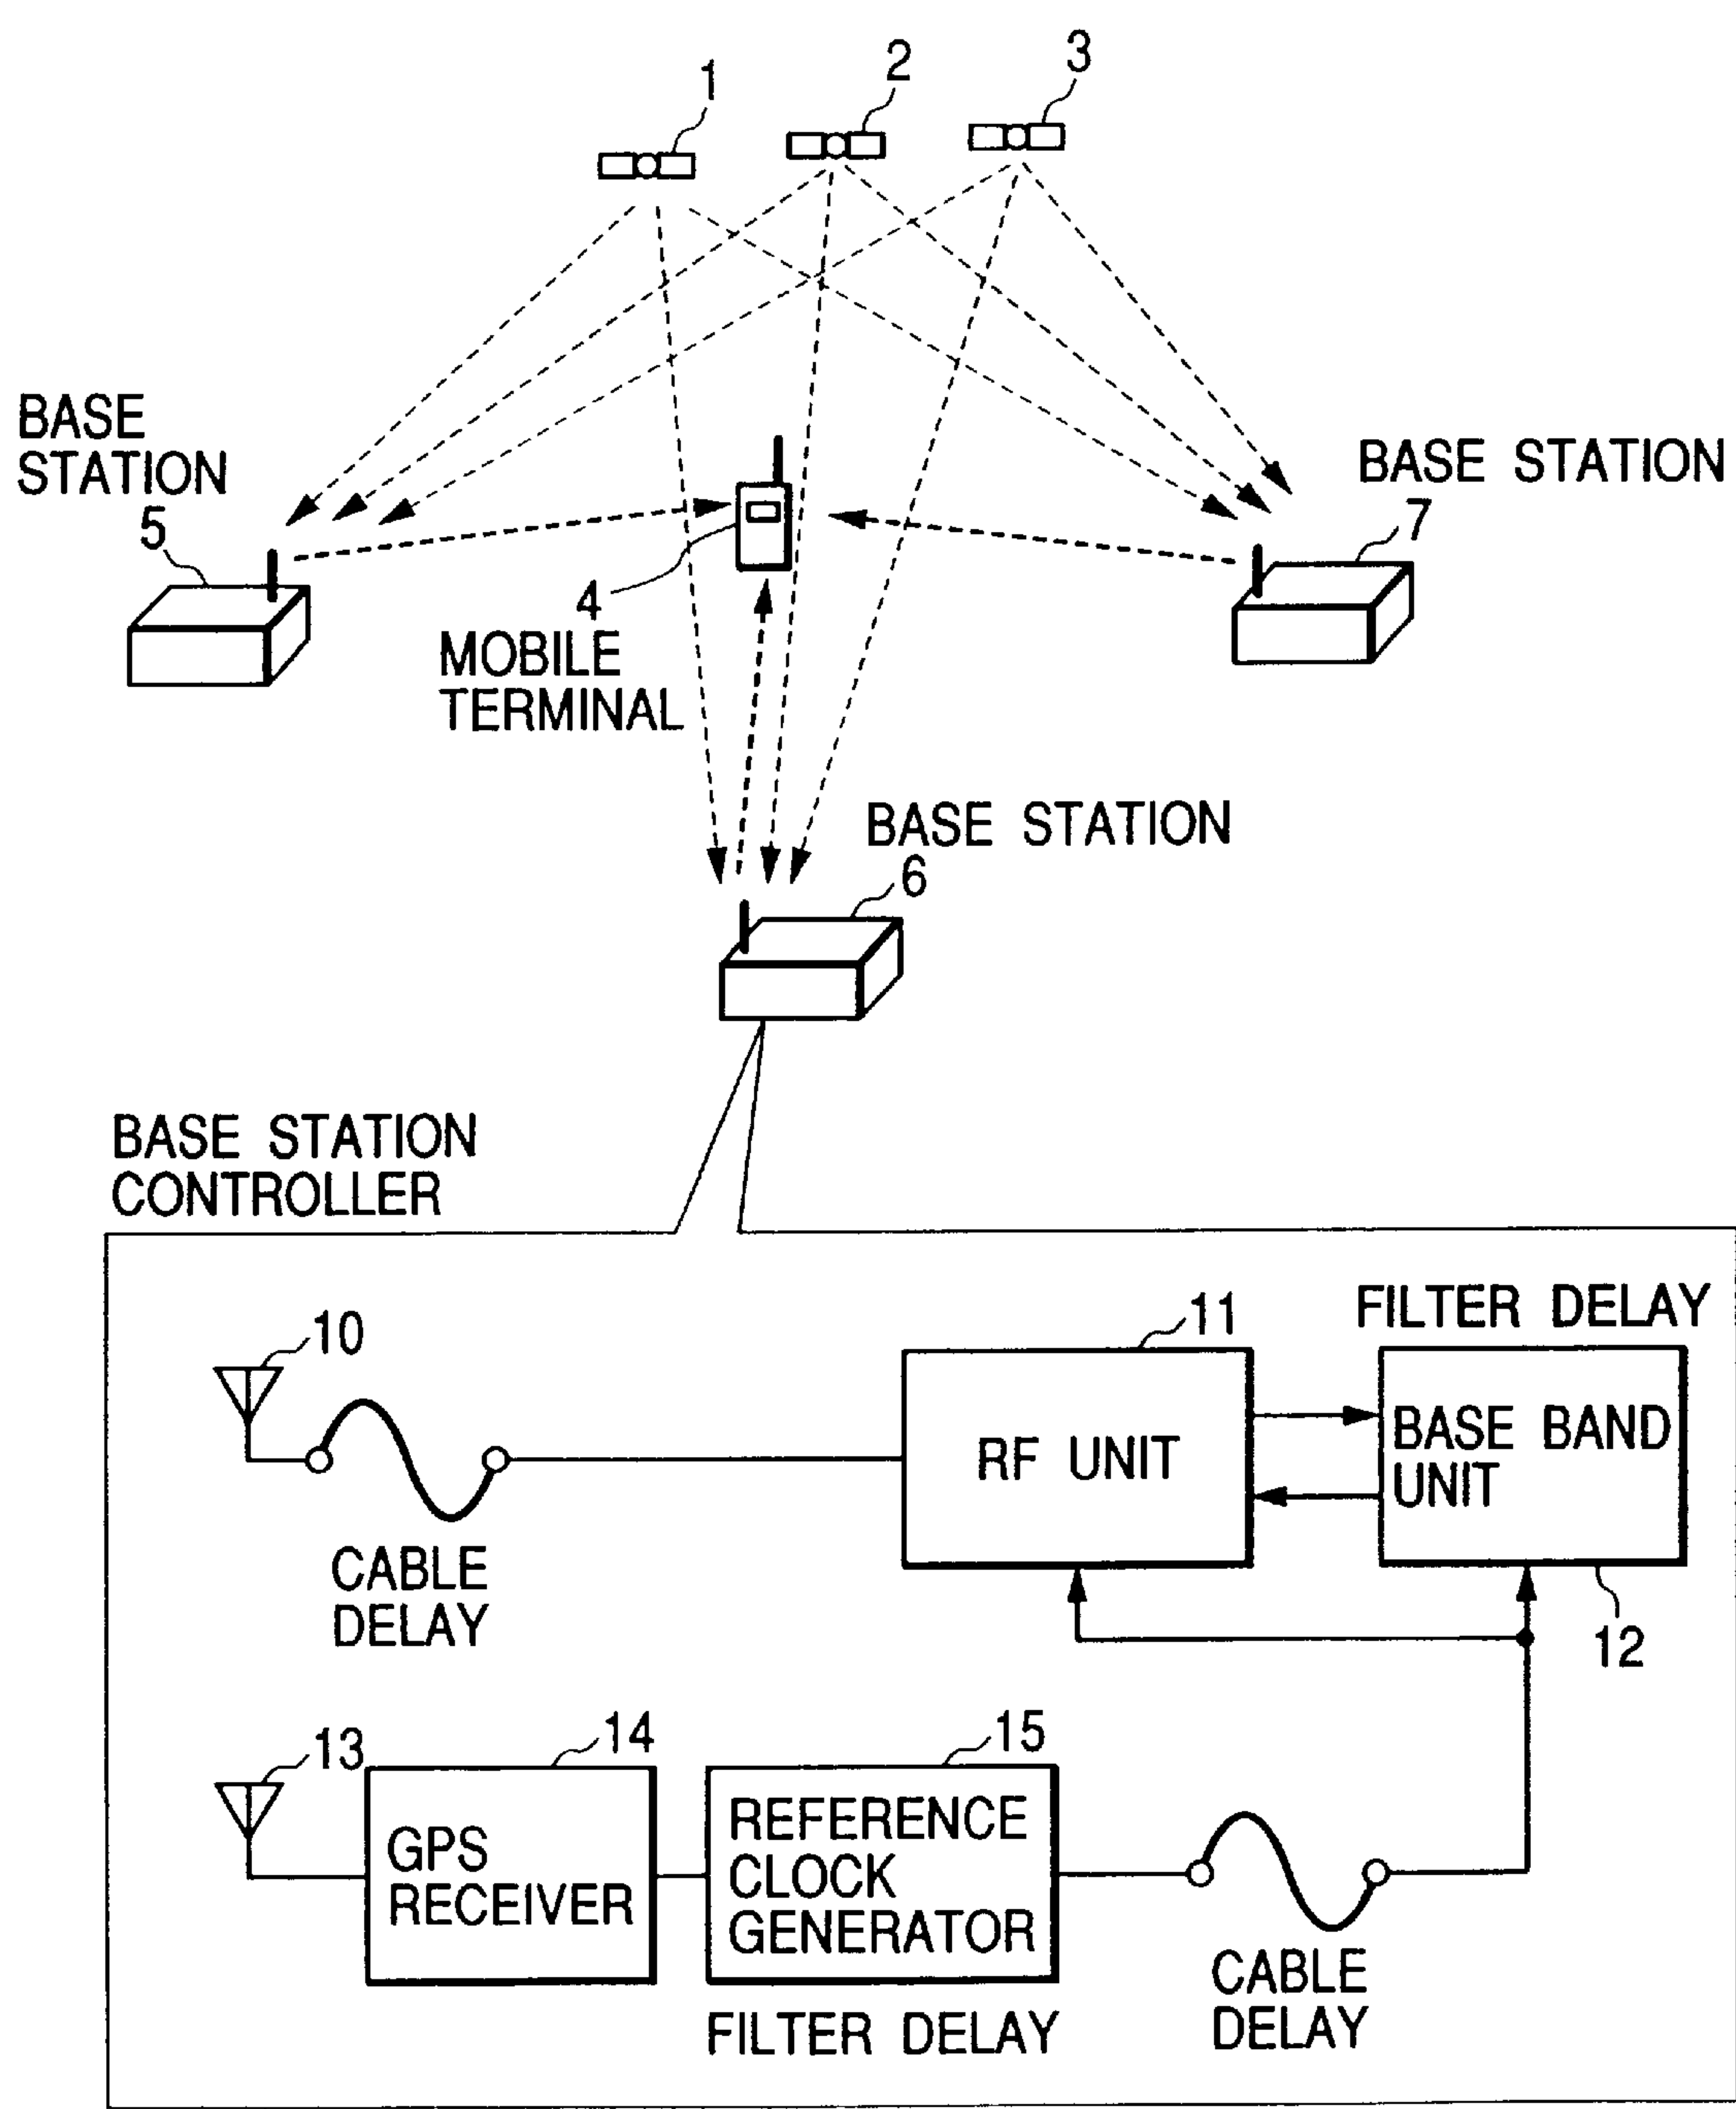 1
2
3
BASE
STATION
5
BASE STATION
7
4
MOBILE
TERMINAL
BASE STATION
6
BASE STATION
CONTROLLER
10
11
FILTER DELAY
RF UNIT
BASE BAND
UNIT
CABLE
DELAY
12
13
14
15
GPS
RECEIVER
REFERENCE
CLOCK
GENERATOR
FILTER DELAY
CABLE
DELAY